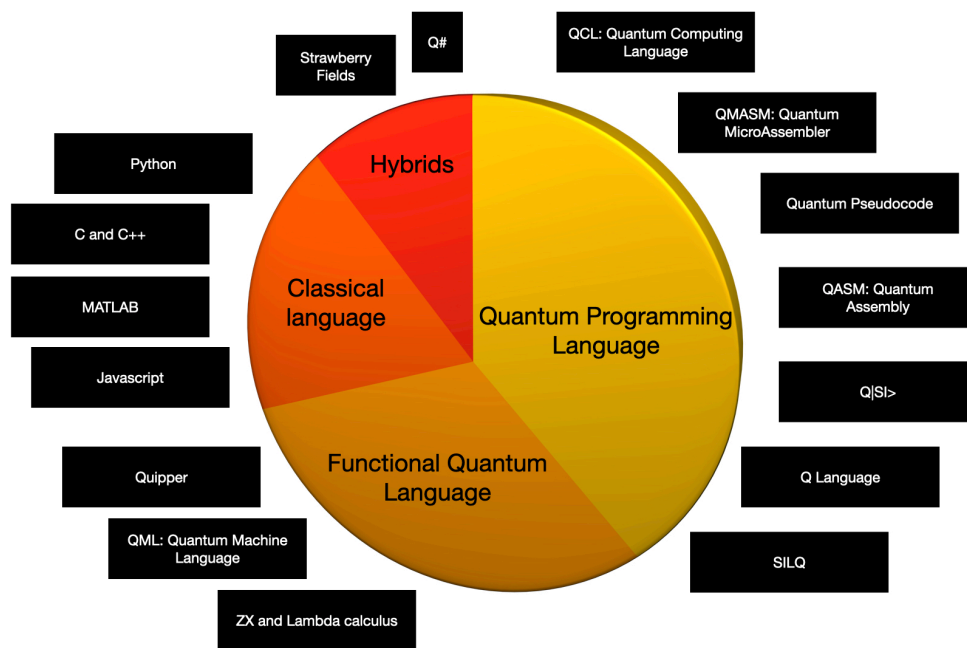 Q#
QCL: Quantum Computing
Language
Strawberry
Fields
QMASM: Quantum
MicroAssembler
Hybrids
Python
Quantum Pseudocode
C and C++
Classical
language
MATLAB
QASM: Quantum
Assembly
Quantum Programming
Language
Javascript
Q|SI>
Functional Quantum
Language
Quipper
Q Language
QML: Quantum Machine
Language
SILQ
ZX and Lambda calculus